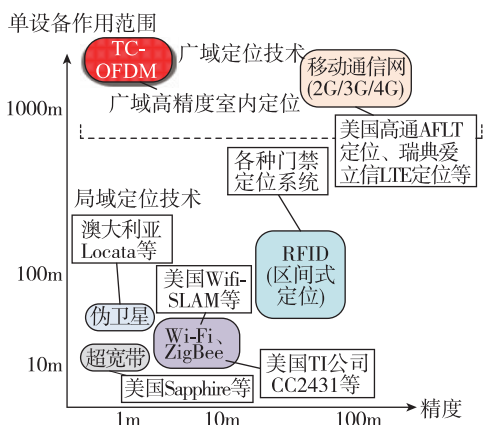 单设备作用范围
TC-
OFDM
广域定位技术
移动通信网
(2G/3G/4G)
广域高精度室内定位
1000m
美国高通AFLT
定位、瑞典爱
立信LTE定位等
各种门禁
定位系统
局域定位技术
澳大利亚
Locata等
RFID
(区间式
定位)
100m
美国Wifi-
SLAM等
伪卫星
Wi-Fi、
ZigBee
超宽带
10m
美国TI公司
CC2431等
美国Sapphire等
1m
10m
100m
精度